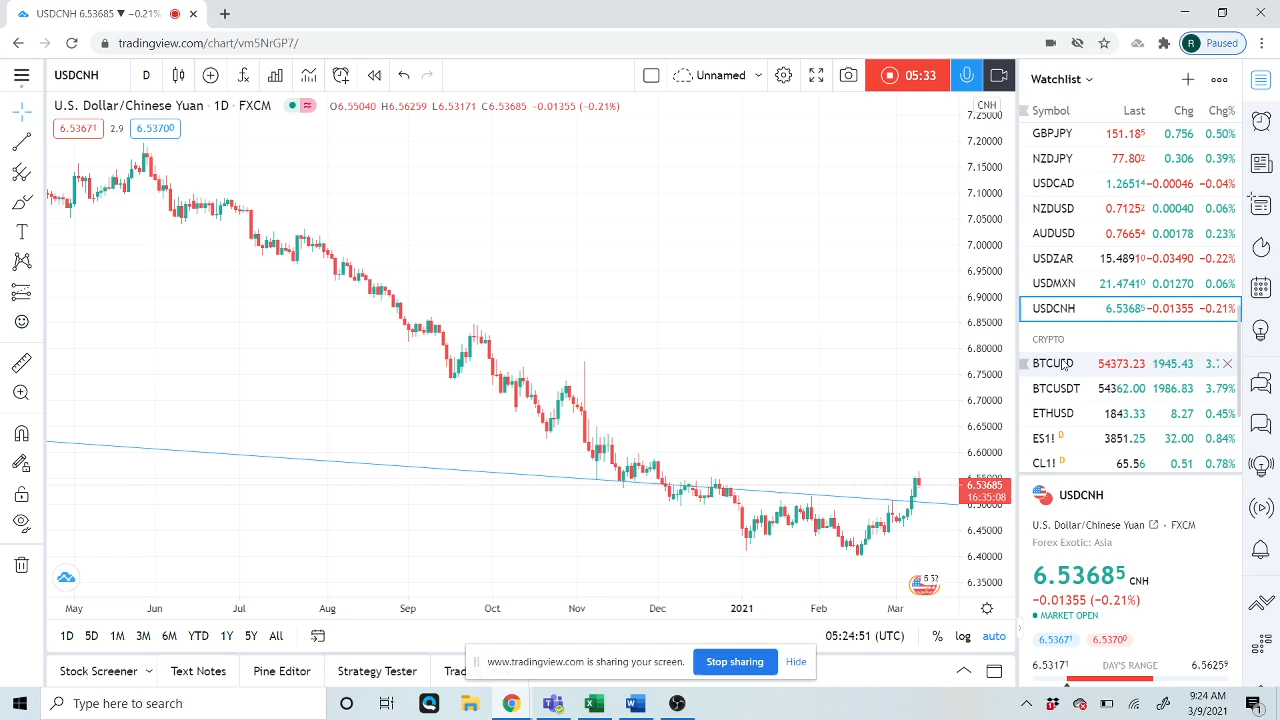 USDCNH 6.53685 ▼ −0.21%
tradingview.com/chart/vm5NrGP7/
R Paused
USDCNH D Unnamed 05:33
U.S. Dollar/Chinese Yuan · 1D · FXCM O6.55040 H6.56259 L6.53171 C6.53685 −0.01355 (−0.21%)
6.53671 2.9 6.53700
CNH
7.25000
7.20000
7.15000
7.10000
7.05000
7.00000
6.95000
6.90000
6.85000
6.80000
6.75000
6.70000
6.65000
6.60000
6.53685
16:35:08
6.45000
6.40000
6.35000
May Jun Jul Aug Sep Oct Nov Dec 2021 Feb Mar
1D 5D 1M 3M 6M YTD 1Y 5Y All 05:24:51 (UTC) % log auto
Stock Screener Text Notes Pine Editor Strategy Tester
www.tradingview.com is sharing your screen. Stop sharing Hide
Watchlist
Symbol Last Chg Chg%
GBPJPY 151.185 0.756 0.50%
NZDJPY 77.802 0.306 0.39%
USDCAD 1.26514 −0.00046 −0.04%
NZDUSD 0.71252 0.00040 0.06%
AUDUSD 0.76654 0.00178 0.23%
USDZAR 15.48910 −0.03490 −0.22%
USDMXN 21.47410 0.01270 0.06%
USDCNH 6.53685 −0.01355 −0.21%
CRYPTO
BTCUSD 54373.23 1945.43
BTCUSDT 54362.00 1986.83 3.79%
ETHUSD 1843.33 8.27 0.45%
ES1! D 3851.25 32.00 0.84%
CL1! D 65.56 0.51 0.78%
USDCNH
U.S. Dollar/Chinese Yuan · FXCM
Forex Exotic: Asia
6.53685 CNH
−0.01355 (−0.21%)
MARKET OPEN
6.53671 6.53700
6.53171 DAY'S RANGE 6.56259
Type here to search
9:24 AM
3/9/2021